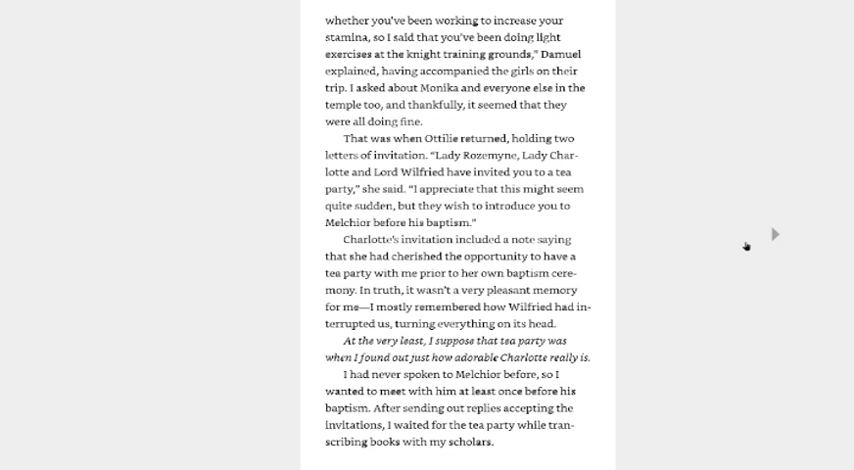 whether you've been working to increase your
stamina, so I said that you've been doing light
exercises at the knight training grounds," Damuel
explained, having accompanied the girls on their
trip. I asked about Monika and everyone else in the
temple too, and thankfully, it seemed that they
were all doing fine.
That was when Ottilie returned, holding two
letters of invitation. "Lady Rozemyne, Lady Char-
lotte and Lord Wilfried have invited you to a tea
party," she said. "I appreciate that this might seem
quite sudden, but they wish to introduce you to
Melchior before his baptism."
Charlotte's invitation included a note saying
that she had cherished the opportunity to have a
tea party with me prior to her own baptism cere-
mony. In truth, it wasn't a very pleasant memory
for me—I mostly remembered how Wilfried had in-
terrupted us, turning everything on its head.
At the very least, I suppose that tea party was
when I found out just how adorable Charlotte really is.
I had never spoken to Melchior before, so I
wanted to meet with him at least once before his
baptism. After sending out replies accepting the
invitations, I waited for the tea party while tran-
scribing books with my scholars.